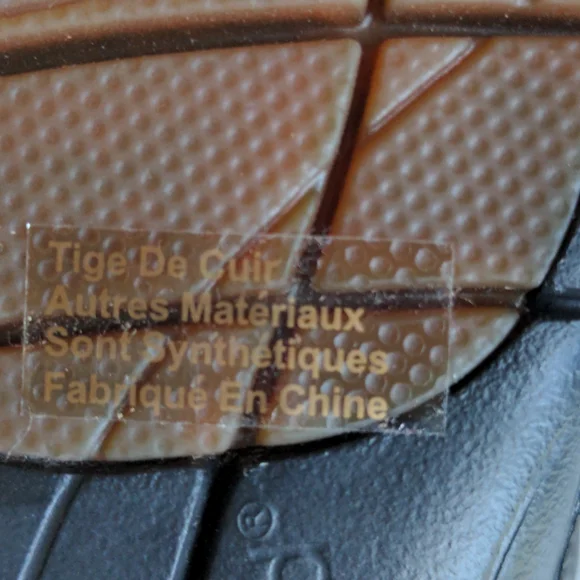 Tige De Cuir
Autres Matériaux
Sont Synthétiques
Fabrique En Chine
®